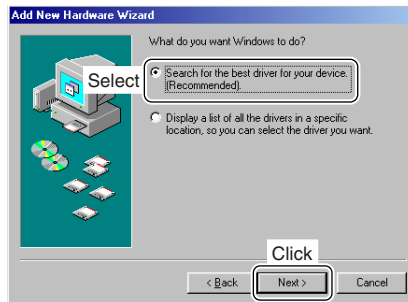 Add New Hardware Wizard
What do you want Windows to do?
Select
Search for the best driver for your device.
(Recommended).
Display a list of all the drivers in a specific
location, so you can select the driver you want.
Click
< Back
Next >
Cancel